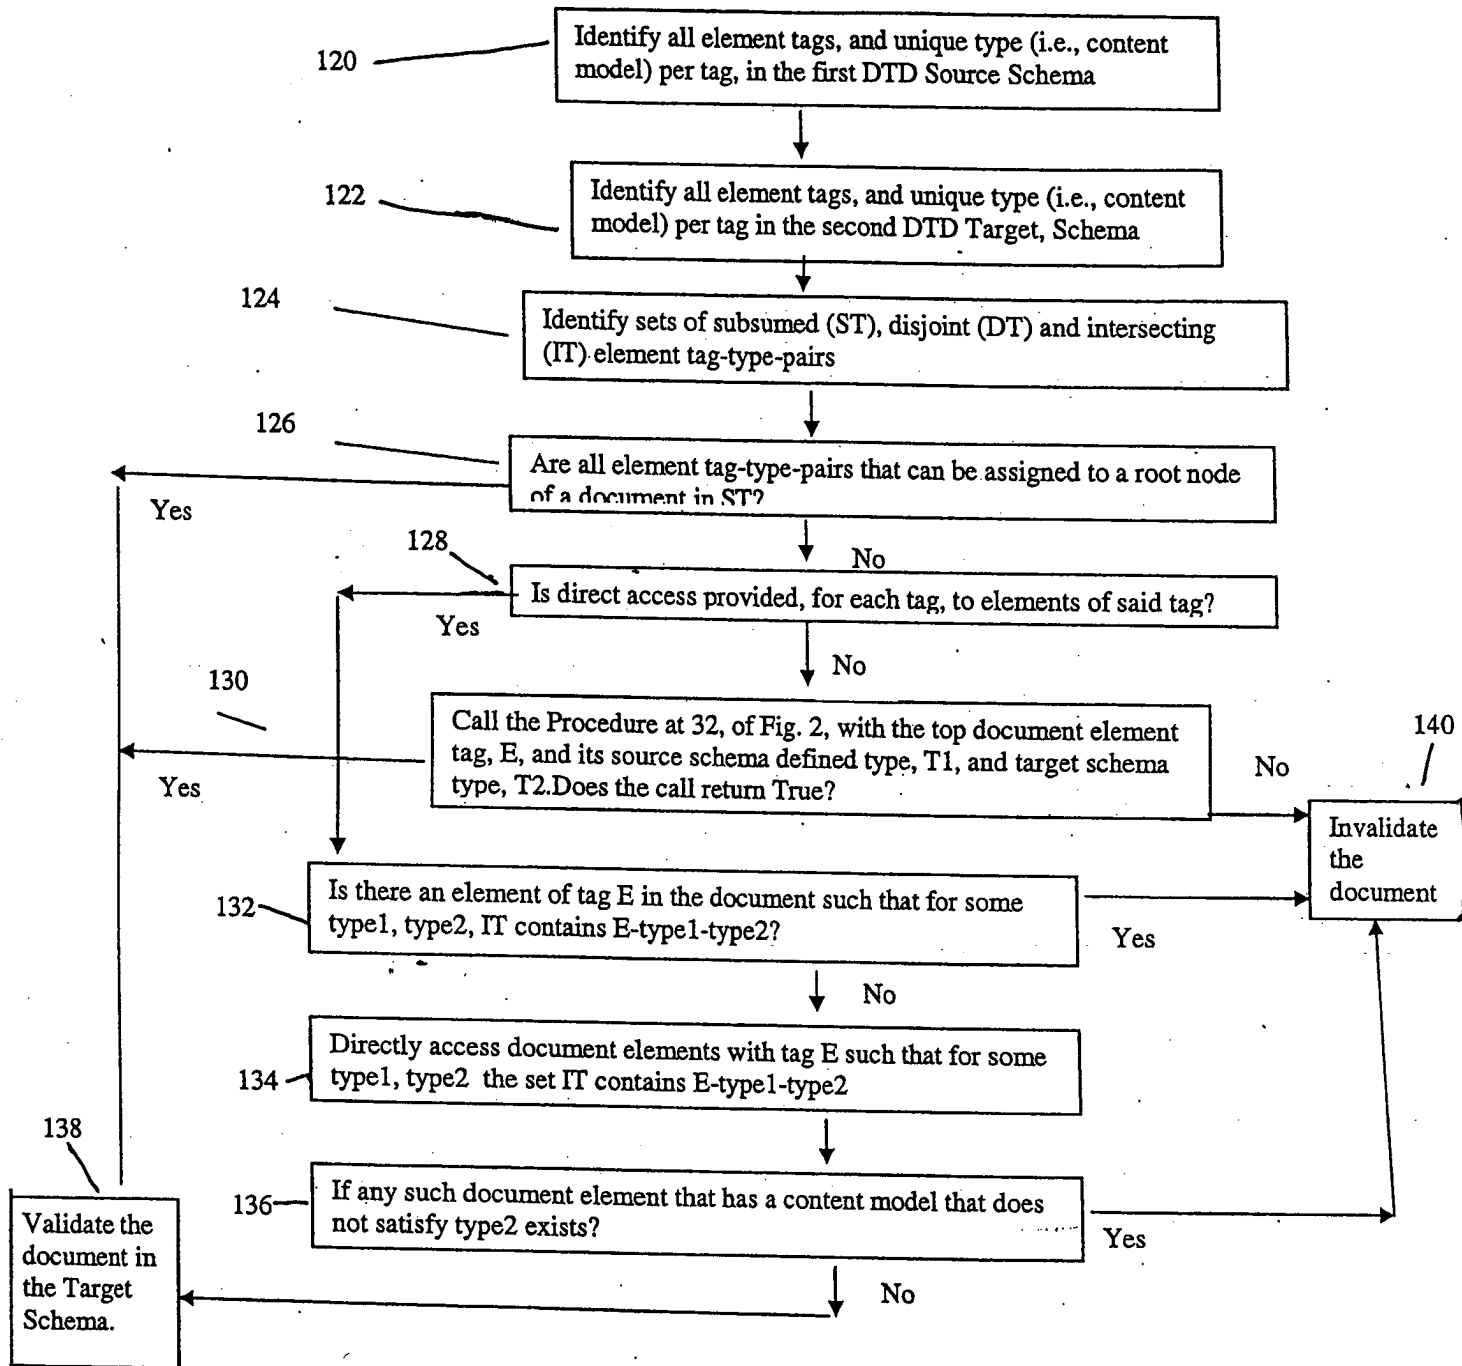 120
Identify all element tags, and unique type (i.e., content
model) per tag, in the first DTD Source Schema
122
Identify all element tags, and unique type (i.e., content
model) per tag in the second DTD Target, Schema
124
Identify sets of subsumed (ST), disjoint (DT) and intersecting
(IT) element tag-type-pairs
126
Are all element tag-type-pairs that can be assigned to a root node
of a document in ST?
Yes
No
128
Is direct access provided, for each tag, to elements of said tag?
Yes
No
130
Call the Procedure at 32, of Fig. 2, with the top document element
tag, E, and its source schema defined type, T1, and target schema
type, T2.Does the call return True?
Yes
No
140
Invalidate
the
document
132
Is there an element of tag E in the document such that for some
type1, type2, IT contains E-type1-type2?
Yes
No
134
Directly access document elements with tag E such that for some
type1, type2 the set IT contains E-type1-type2
136
If any such document element that has a content model that does
not satisfy type2 exists?
Yes
No
138
Validate the
document in
the Target
Schema.